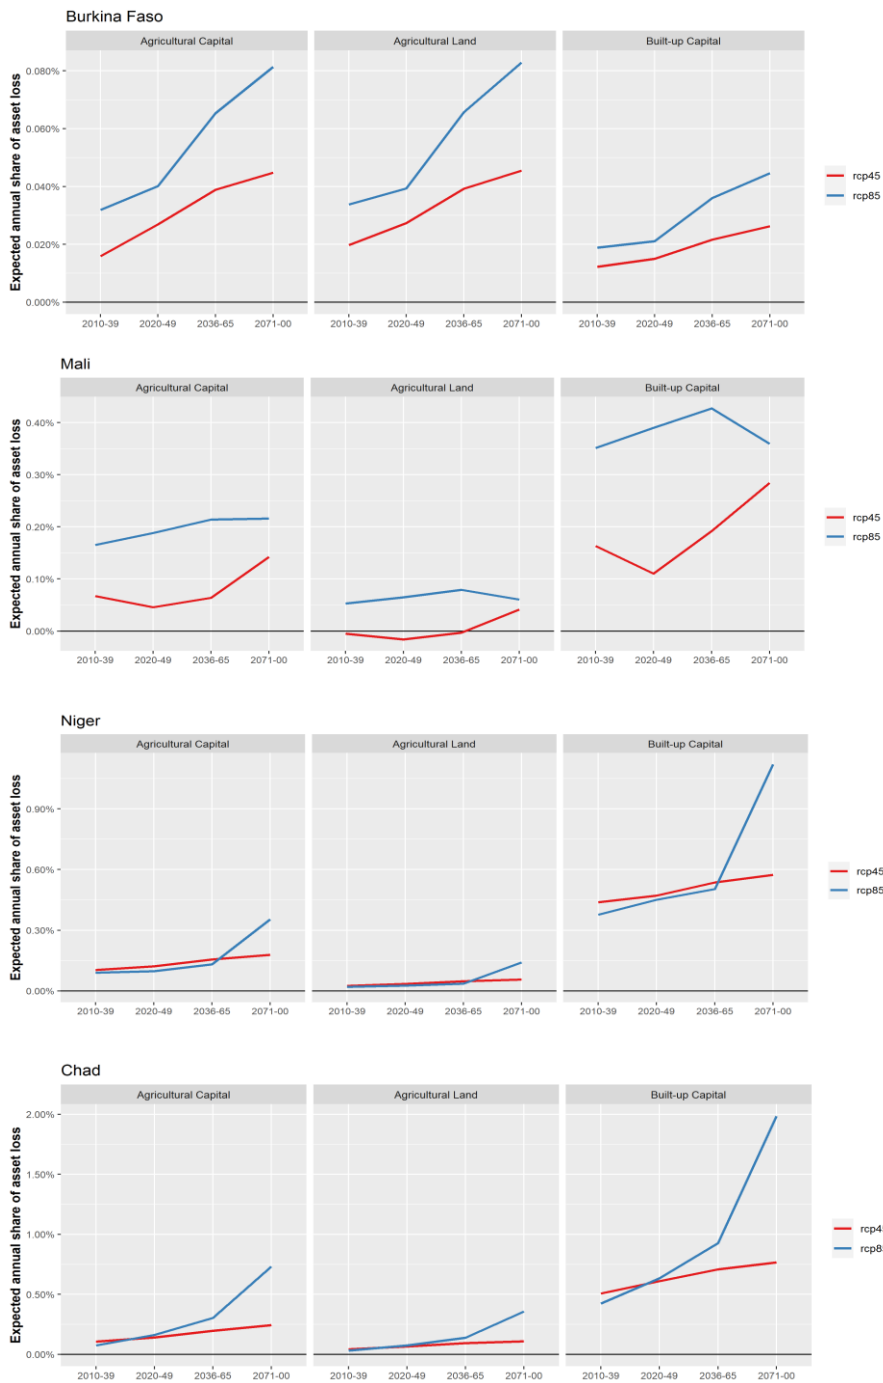 Burkina Faso
Agricultural Capital Agricultural Land Built-up Capital
Expected annual share of asset loss
0.080%
0.060%
0.040%
0.020%
0.000%
rcp45
rcp85
2010-39 2020-49 2036-65 2071-00 2010-39 2020-49 2036-65 2071-00 2010-39 2020-49 2036-65 2071-00
Mali
Agricultural Capital Agricultural Land Built-up Capital
Expected annual share of asset loss
0.40%
0.30%
0.20%
0.10%
0.00%
rcp45
rcp85
2010-39 2020-49 2036-65 2071-00 2010-39 2020-49 2036-65 2071-00 2010-39 2020-49 2036-65 2071-00
Niger
Agricultural Capital Agricultural Land Built-up Capital
Expected annual share of asset loss
0.90%
0.60%
0.30%
0.00%
rcp45
rcp85
2010-39 2020-49 2036-65 2071-00 2010-39 2020-49 2036-65 2071-00 2010-39 2020-49 2036-65 2071-00
Chad
Agricultural Capital Agricultural Land Built-up Capital
Expected annual share of asset loss
2.00%
1.50%
1.00%
0.50%
0.00%
rcp45
rcp8
2010-39 2020-49 2036-65 2071-00 2010-39 2020-49 2036-65 2071-00 2010-39 2020-49 2036-65 2071-00